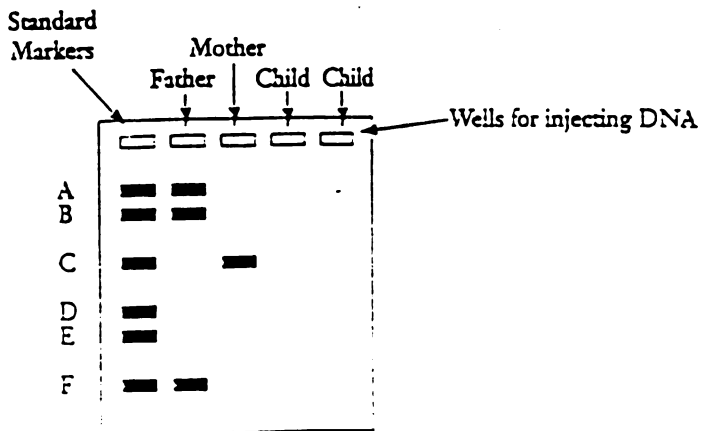 Standard
Markers
Mother
Father
Child
Child
Wells for injecting DNA
A
B
C
D
E
F